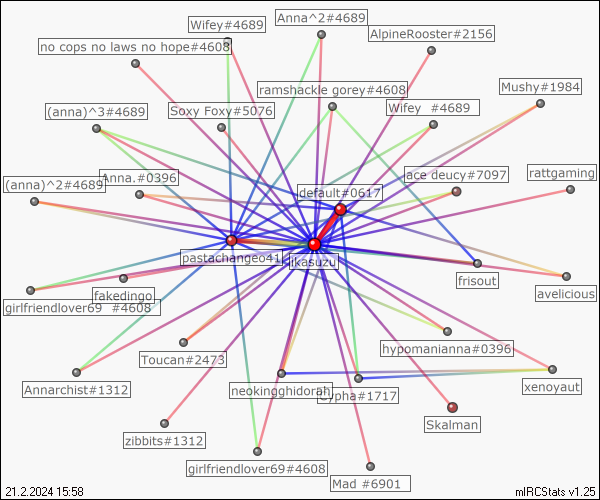 Anna^2#4689
Wifey#4689
AlpineRooster#2156
no cops no laws no hope#4608
ramshackle gorey#4608
Mushy#1984
(anna)^3#4689
Soxy Foxy#5076
Wifey #4689
(anna)^2#4689
Anna.#0396
ace deucy#7097
rattgaming
default#0617
pastachangeo41
kikasuzu
frisout
avelicious
fakedingo
girlfriendlover69 #4608
Toucan#2473
hypomanianna#0396
Annarchist#1312
neokingghidorah
#1717
xenoyaut
Skalman
zibbits#1312
girlfriendlover69#4608
Mad #6901
21.2.2024 15:58
mIRCStats v1.25